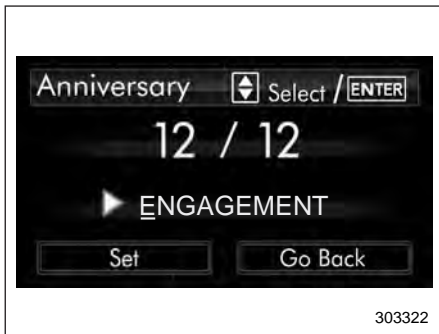 Anniversary Select / ENTER
12 / 12
ENGAGEMENT
Set Go Back
303322